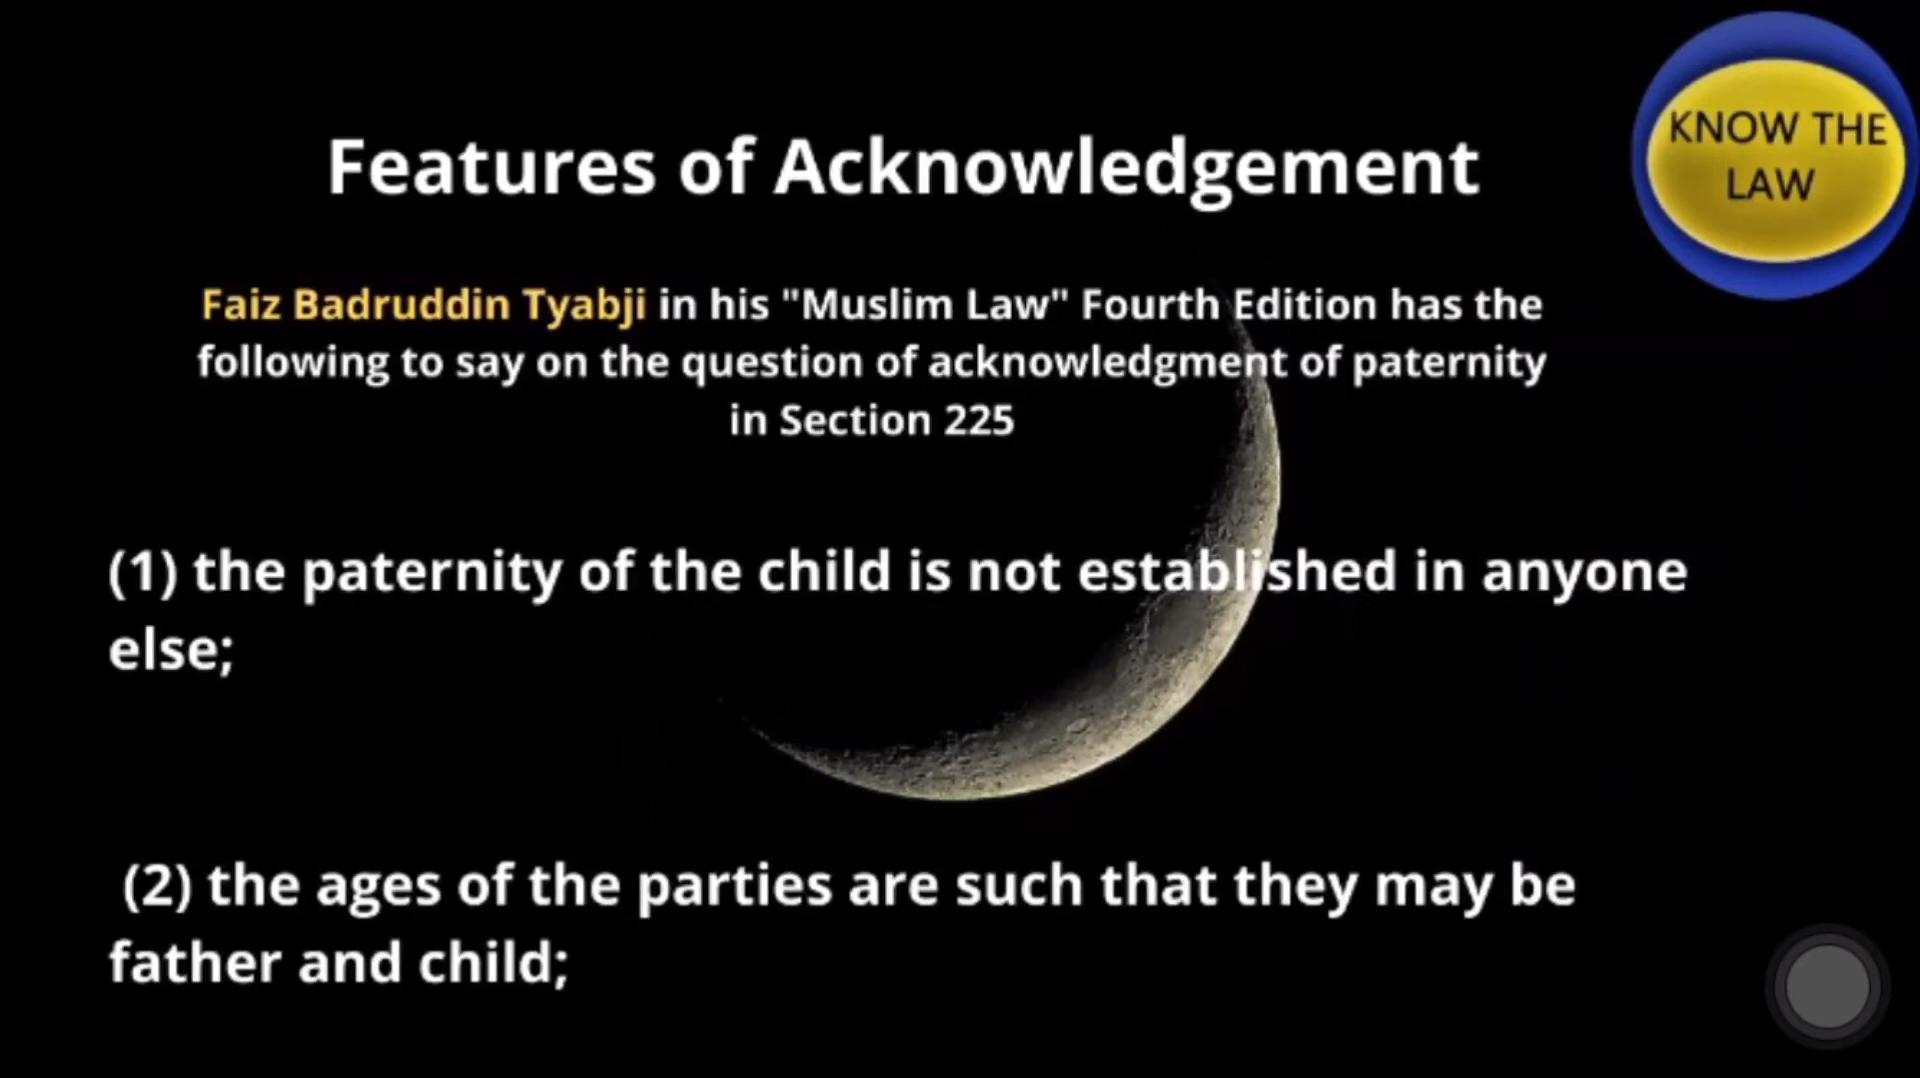 KNOW THE
LAW
Features of Acknowledgement
Faiz Badruddin Tyabji in his "Muslim Law" Fourth Edition has the
following to say on the question of acknowledgment of paternity
in Section 225
(1) the paternity of the child is not established in anyone
else;
(2) the ages of the parties are such that they may be
father and child;